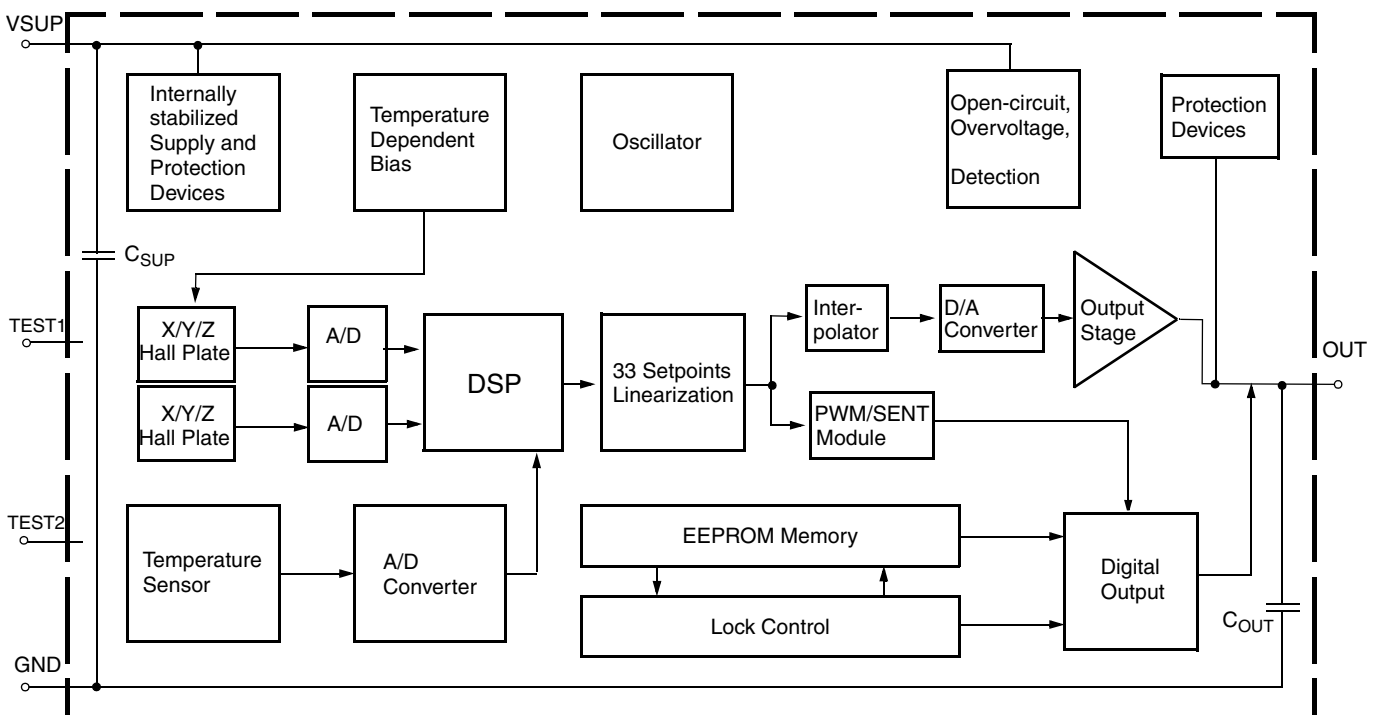 VSUP
Internally
stabilized
Supply and
Protection
Devices
Temperature
Dependent
Bias
Oscillator
Open-circuit,
Overvoltage,
Detection
Protection
Devices
CSUP
TEST1
X/Y/Z
Hall Plate
A/D
X/Y/Z
Hall Plate
A/D
DSP
33 Setpoints
Linearization
Inter-
polator
D/A
Converter
Output
Stage
OUT
PWM/SENT
Module
TEST2
Temperature
Sensor
A/D
Converter
EEPROM Memory
Lock Control
Digital
Output
COUT
GND